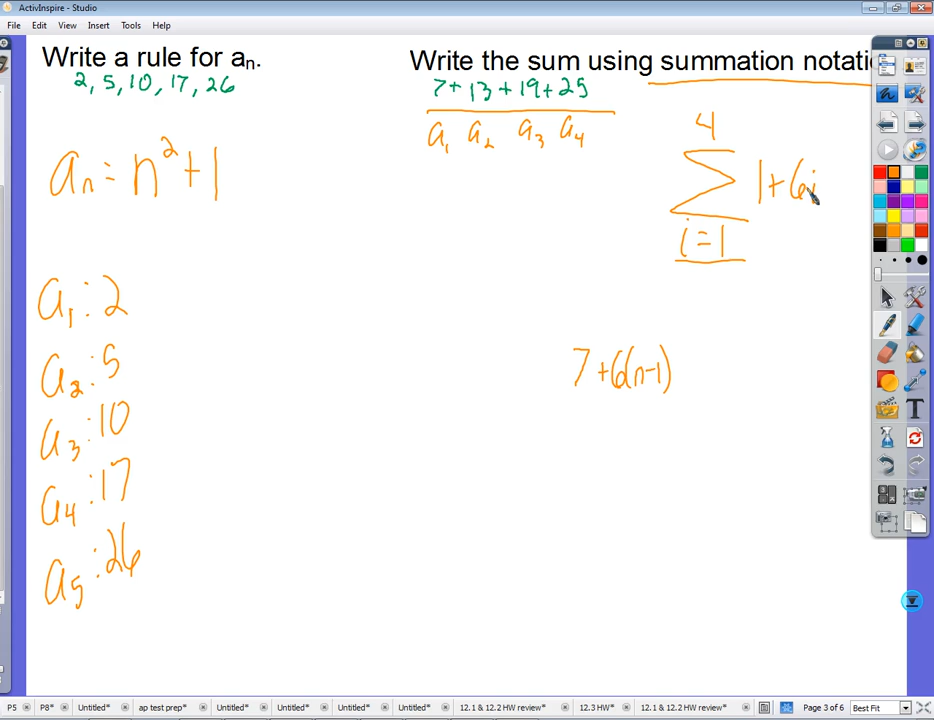 ActivInspire - Studio
File Edit View Insert Tools Help
Write a rule for aₙ.
2, 5, 10, 17, 26
aₙ = n² + 1
a₁ : 2
a₂ : 5
a₃ : 10
a₄ : 17
a₅ : 26
Write the sum using summation notati
7 + 13 + 19 + 25
a₁ a₂ a₃ a₄
4
∑ 1 + 6i
i = 1
7 + 6(n-1)
P5 P8* Untitled* ap test prep* Untitled* Untitled* Untitled* Untitled* 12.1 & 12.2 HW review* 12.3 HW* 12.1 & 12.2 HW review* Page 3 of 6 Best Fit